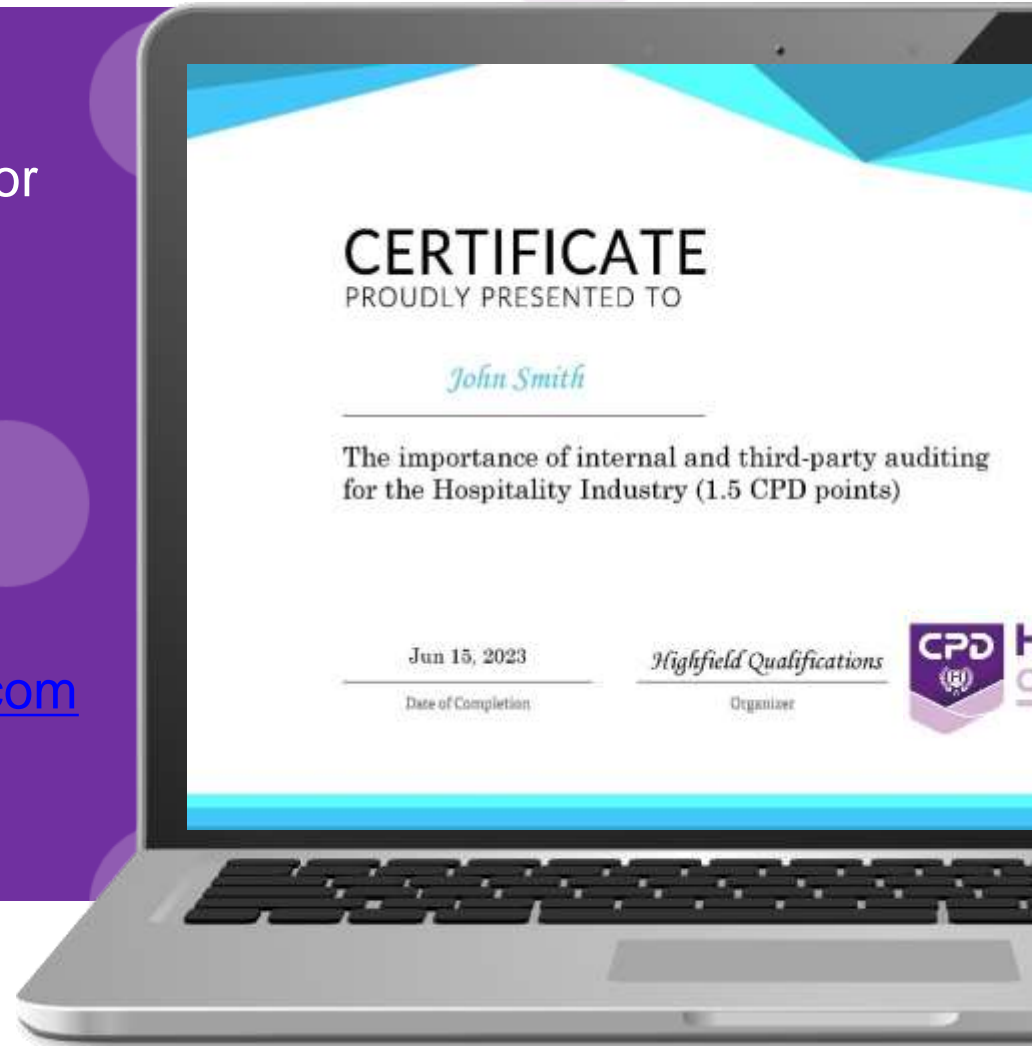 or
com
CERTIFICATE
PROUDLY PRESENTED TO
John Smith
The importance of internal and third-party auditing
for the Hospitality Industry (1.5 CPD points)
Jun 15, 2023
Highfield Qualifications
Date of Completion
Organizer
CPD
H